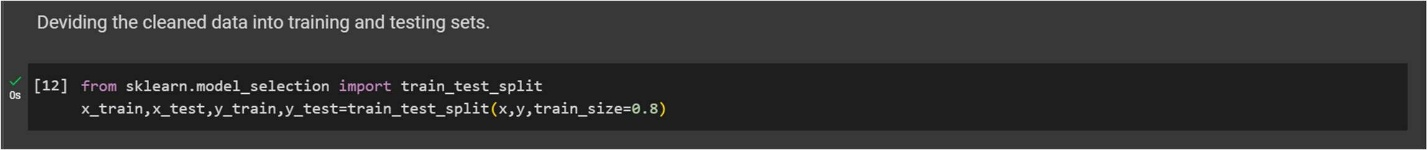 Deviding the cleaned data into training and testing sets.
[12] from sklearn.model_selection import train_test_split
0s
x_train,x_test,y_train,y_test=train_test_split(x,y,train_size=0.8)